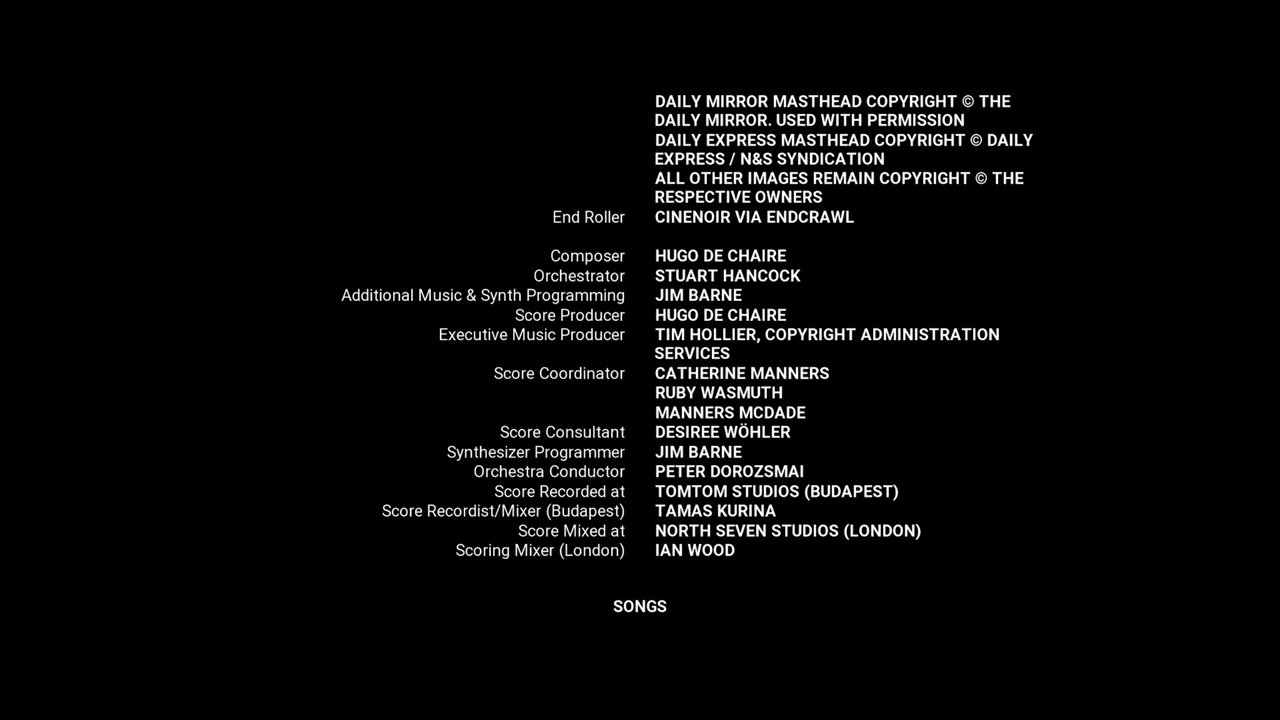 DAILY MIRROR MASTHEAD COPYRIGHT © THE
DAILY MIRROR. USED WITH PERMISSION
DAILY EXPRESS MASTHEAD COPYRIGHT © DAILY
EXPRESS / N&S SYNDICATION
ALL OTHER IMAGES REMAIN COPYRIGHT © THE
RESPECTIVE OWNERS
End Roller CINENOIR VIA ENDCRAWL
Composer HUGO DE CHAIRE
Orchestrator STUART HANCOCK
Additional Music & Synth Programming JIM BARNE
Score Producer HUGO DE CHAIRE
Executive Music Producer TIM HOLLIER, COPYRIGHT ADMINISTRATION
SERVICES
Score Coordinator CATHERINE MANNERS
RUBY WASMUTH
MANNERS MCDADE
Score Consultant DESIREE WÖHLER
Synthesizer Programmer JIM BARNE
Orchestra Conductor PETER DOROZSMAI
Score Recorded at TOMTOM STUDIOS (BUDAPEST)
Score Recordist/Mixer (Budapest) TAMAS KURINA
Score Mixed at NORTH SEVEN STUDIOS (LONDON)
Scoring Mixer (London) IAN WOOD
SONGS